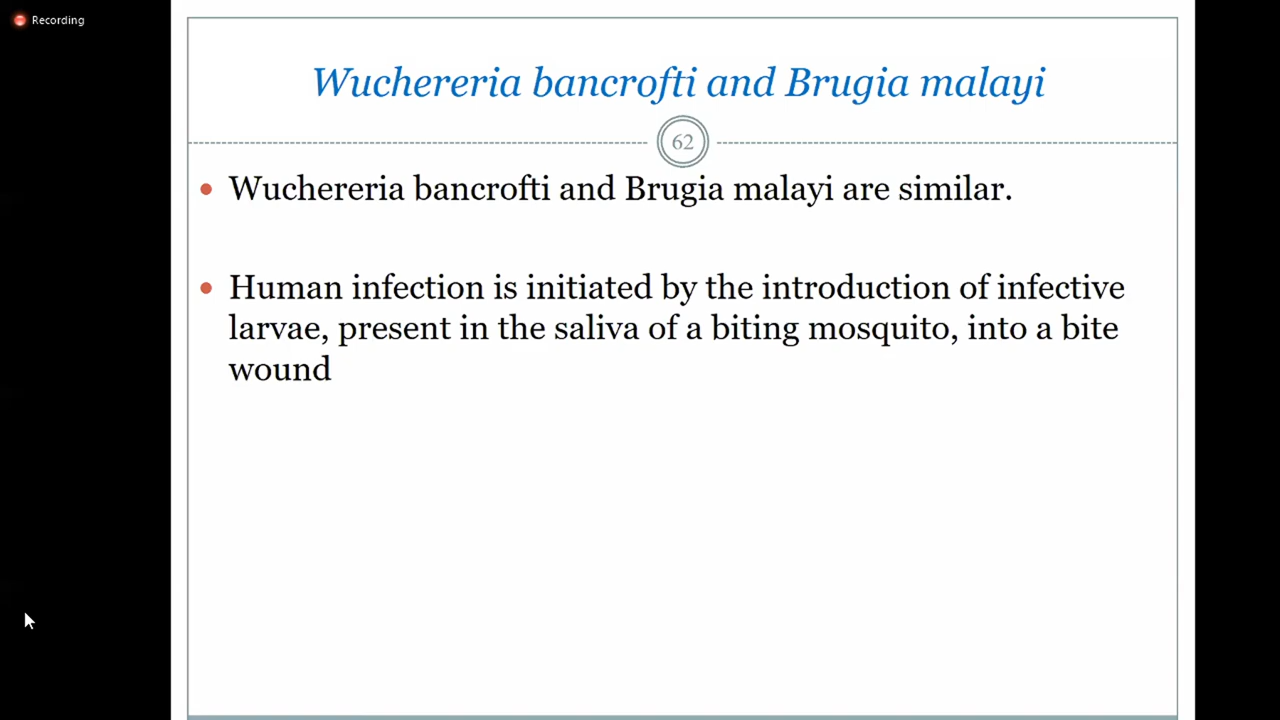 Recording
Wuchereria bancrofti and Brugia malayi
62
• Wuchereria bancrofti and Brugia malayi are similar.
• Human infection is initiated by the introduction of infective
larvae, present in the saliva of a biting mosquito, into a bite
wound